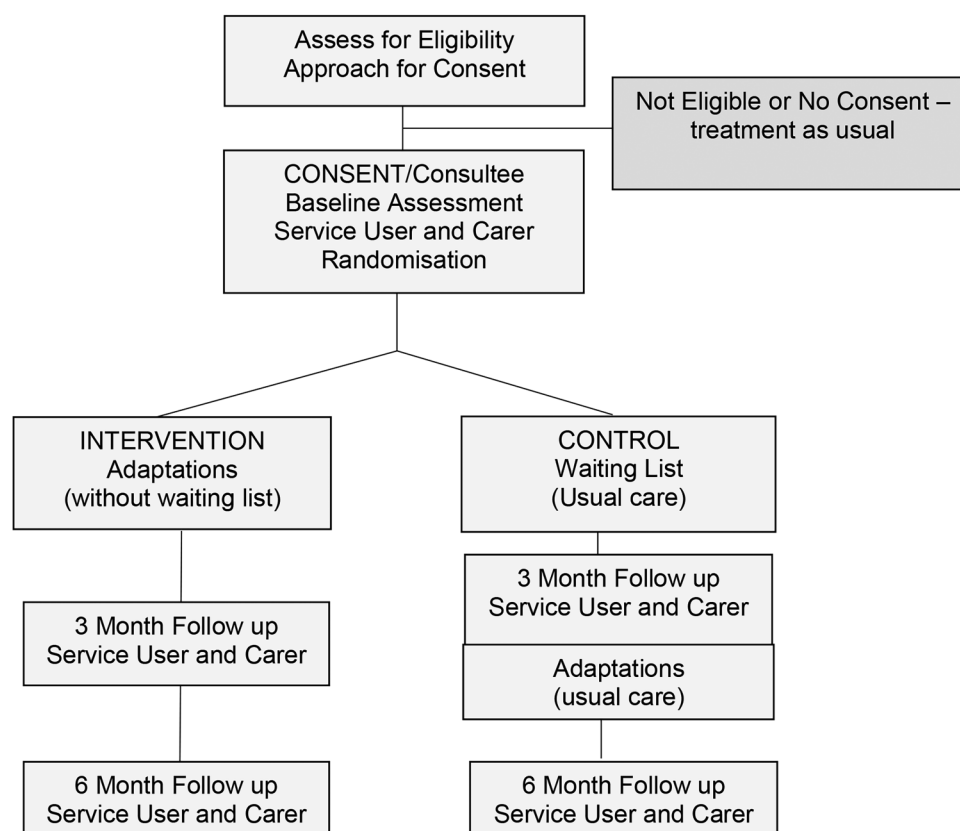 Assess for Eligibility
Approach for Consent
Not Eligible or No Consent –
treatment as usual
CONSENT/Consultee
Baseline Assessment
Service User and Carer
Randomisation
INTERVENTION
Adaptations
(without waiting list)
CONTROL
Waiting List
(Usual care)
3 Month Follow up
Service User and Carer
3 Month Follow up
Service User and Carer
Adaptations
(usual care)
6 Month Follow up
Service User and Carer
6 Month Follow up
Service User and Carer